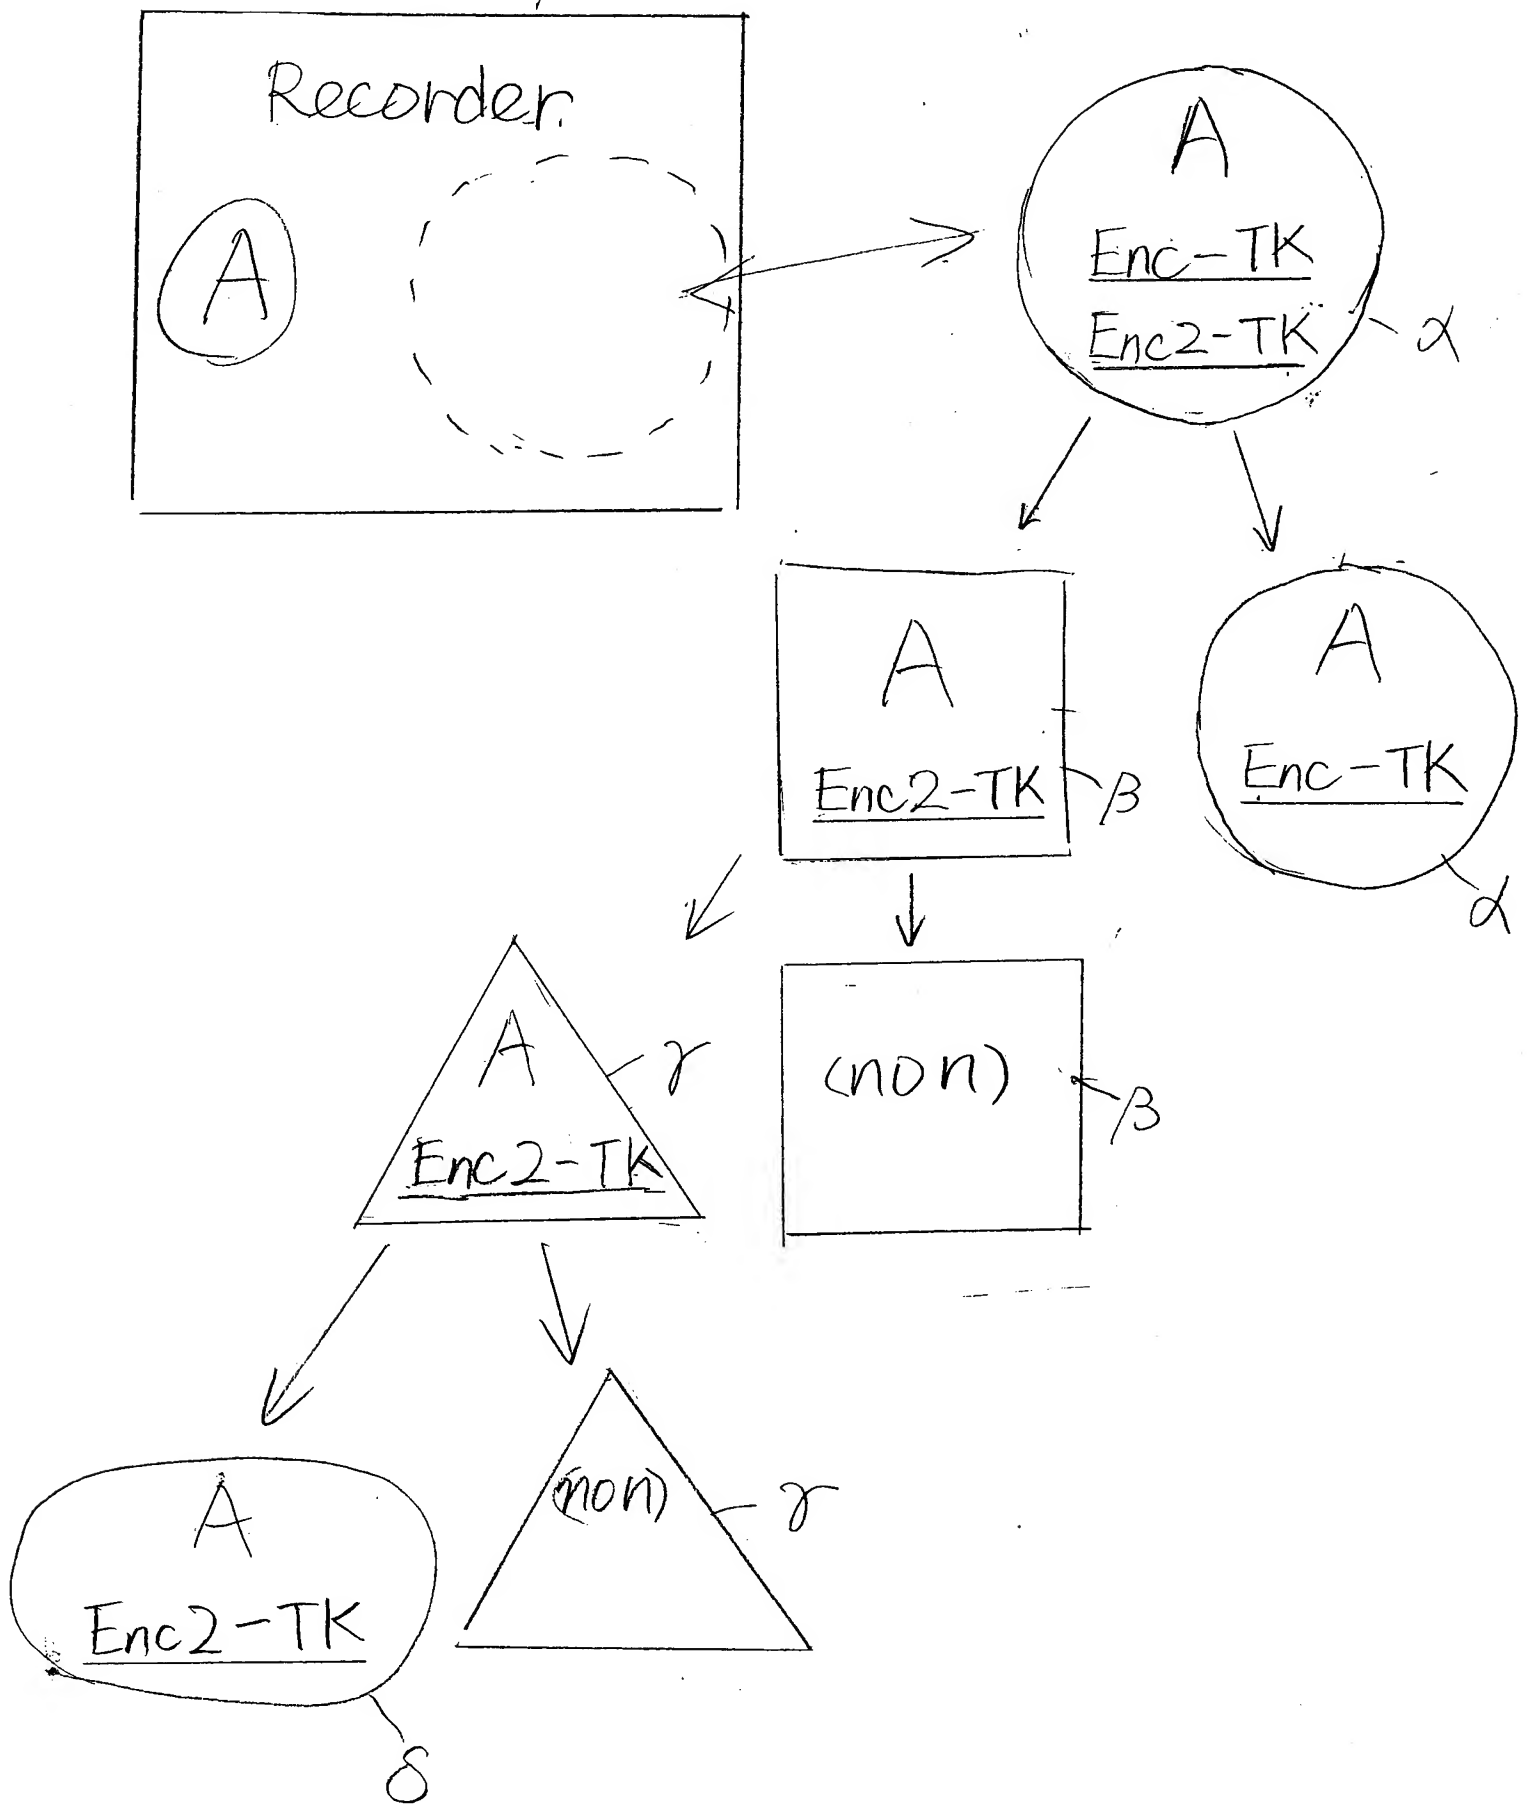 Recorder.
A
A
Enc-TK
Enc2-TK
α
A
Enc2-TK
β
A
Enc-TK
α
A
Enc2-TK
γ
(non)
β
A
Enc2-TK
δ
(non)
γ